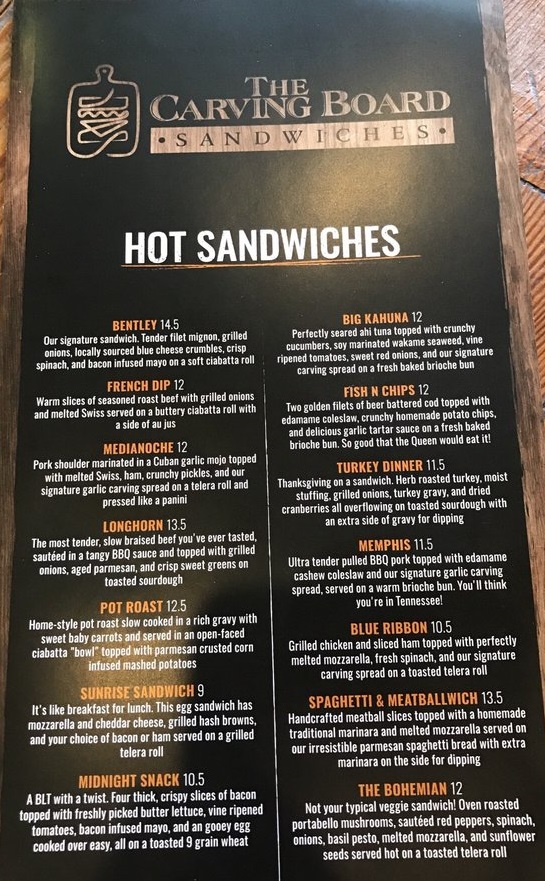 THE
CARVING BOARD
• SANDWICHES •
HOT SANDWICHES
BENTLEY 14.5
Our signature sandwich. Tender filet mignon, grilled
onions, locally sourced blue cheese crumbles, crisp
spinach, and bacon infused mayo on a soft ciabatta roll
FRENCH DIP 12
Warm slices of seasoned roast beef with grilled onions
and melted Swiss served on a buttery ciabatta roll with
a side of au jus
MEDIANOCHE 12
Pork shoulder marinated in a Cuban garlic mojo topped
with melted Swiss, ham, crunchy pickles, and our
signature garlic carving spread on a telera roll and
pressed like a panini
LONGHORN 13.5
The most tender, slow braised beef you've ever tasted,
sautéed in a tangy BBQ sauce and topped with grilled
onions, aged parmesan, and crisp sweet greens on
toasted sourdough
POT ROAST 12.5
Home-style pot roast slow cooked in a rich gravy with
sweet baby carrots and served in an open-faced
ciabatta "bowl" topped with parmesan crusted corn
infused mashed potatoes
SUNRISE SANDWICH 9
It's like breakfast for lunch. This egg sandwich has
mozzarella and cheddar cheese, grilled hash browns,
and your choice of bacon or ham served on a grilled
telera roll
MIDNIGHT SNACK 10.5
A BLT with a twist. Four thick, crispy slices of bacon
topped with freshly picked butter lettuce, vine ripened
tomatoes, bacon infused mayo, and an gooey egg
cooked over easy, all on a toasted 9 grain wheat
BIG KAHUNA 12
Perfectly seared ahi tuna topped with crunchy
cucumbers, soy marinated wakame seaweed, vine
ripened tomatoes, sweet red onions, and our signature
carving spread on a fresh baked brioche bun
FISH N CHIPS 12
Two golden filets of beer battered cod topped with
edamame coleslaw, crunchy homemade potato chips,
and delicious garlic tartar sauce on a fresh baked
brioche bun. So good that the Queen would eat it!
TURKEY DINNER 11.5
Thanksgiving on a sandwich. Herb roasted turkey, moist
stuffing, grilled onions, turkey gravy, and dried
cranberries all overflowing on toasted sourdough with
an extra side of gravy for dipping
MEMPHIS 11.5
Ultra tender pulled BBQ pork topped with edamame
cashew coleslaw and our signature garlic carving
spread, served on a warm brioche bun. You'll think
you're in Tennessee!
BLUE RIBBON 10.5
Grilled chicken and sliced ham topped with perfectly
melted mozzarella, fresh spinach, and our signature
carving spread on a toasted telera roll
SPAGHETTI & MEATBALLWICH 13.5
Handcrafted meatball slices topped with a homemade
traditional marinara and melted mozzarella served on
our irresistible parmesan spaghetti bread with extra
marinara on the side for dipping
THE BOHEMIAN 12
Not your typical veggie sandwich! Oven roasted
portabello mushrooms, sautéed red peppers, spinach,
onions, basil pesto, melted mozzarella, and sunflower
seeds served hot on a toasted telera roll